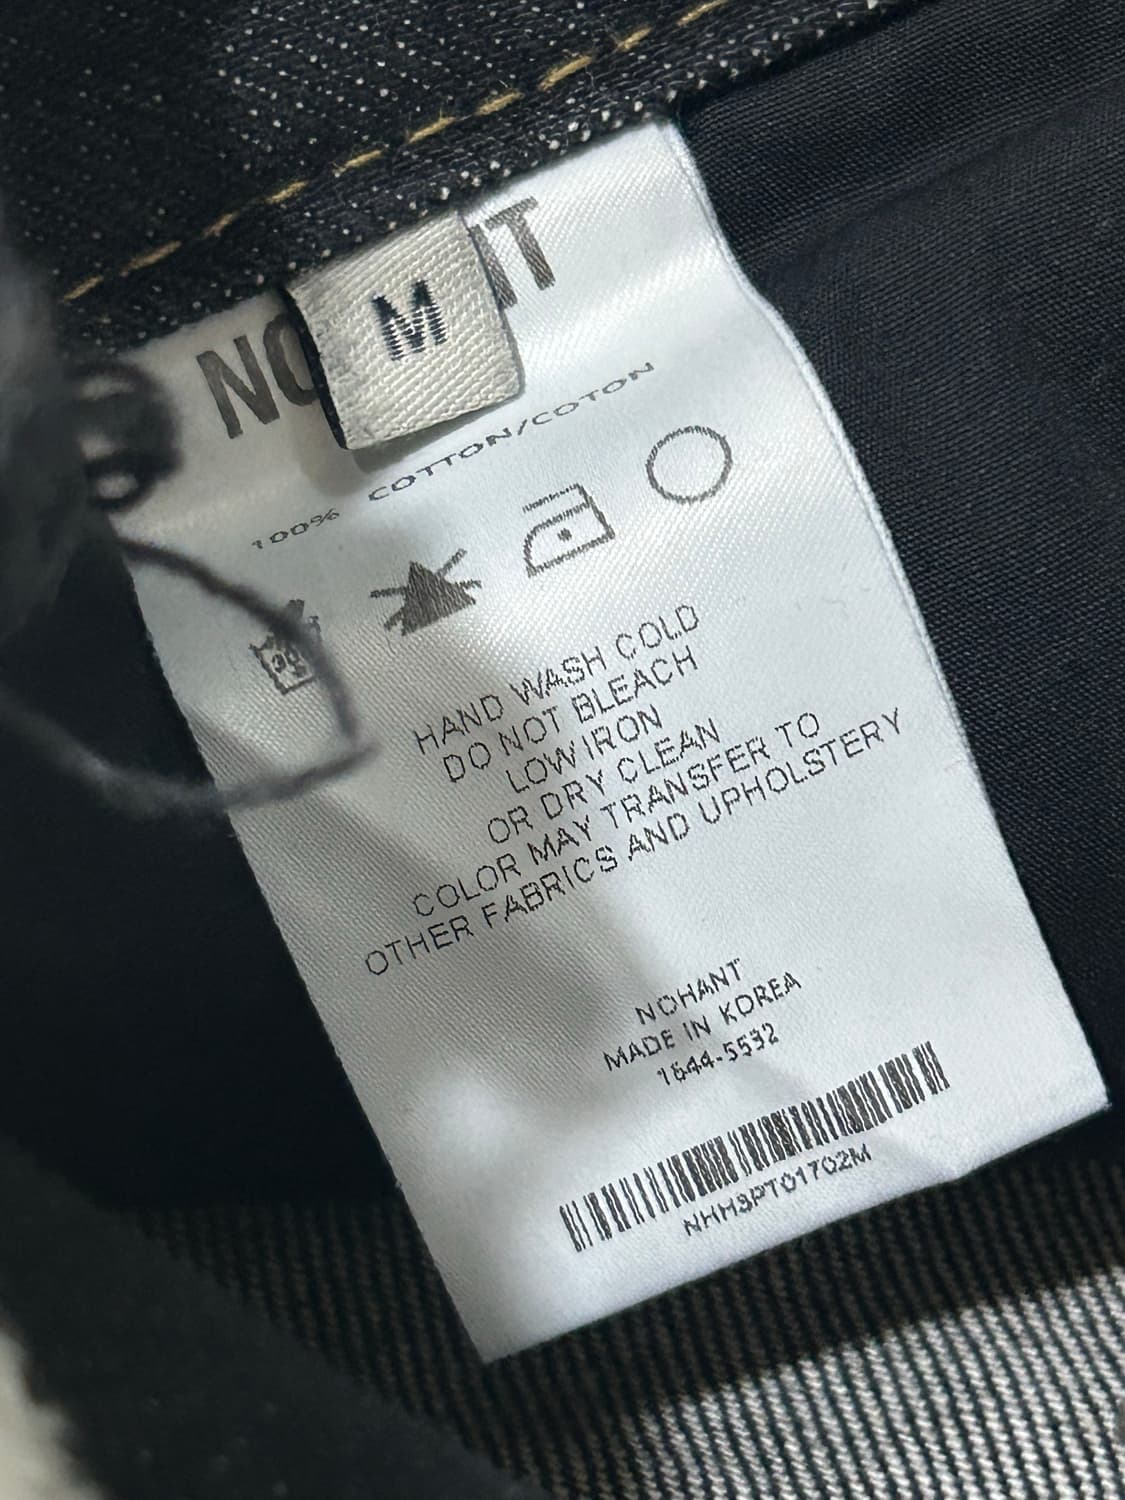 M
100% COTTON/COTON
HAND WASH COLD
DO NOT BLEACH
LOW IRON
OR DRY CLEAN
COLOR MAY TRANSFER TO
OTHER FABRICS AND UPHOLSTERY
NOHANT
MADE IN KOREA
1644-5532
NHHSPT01702M